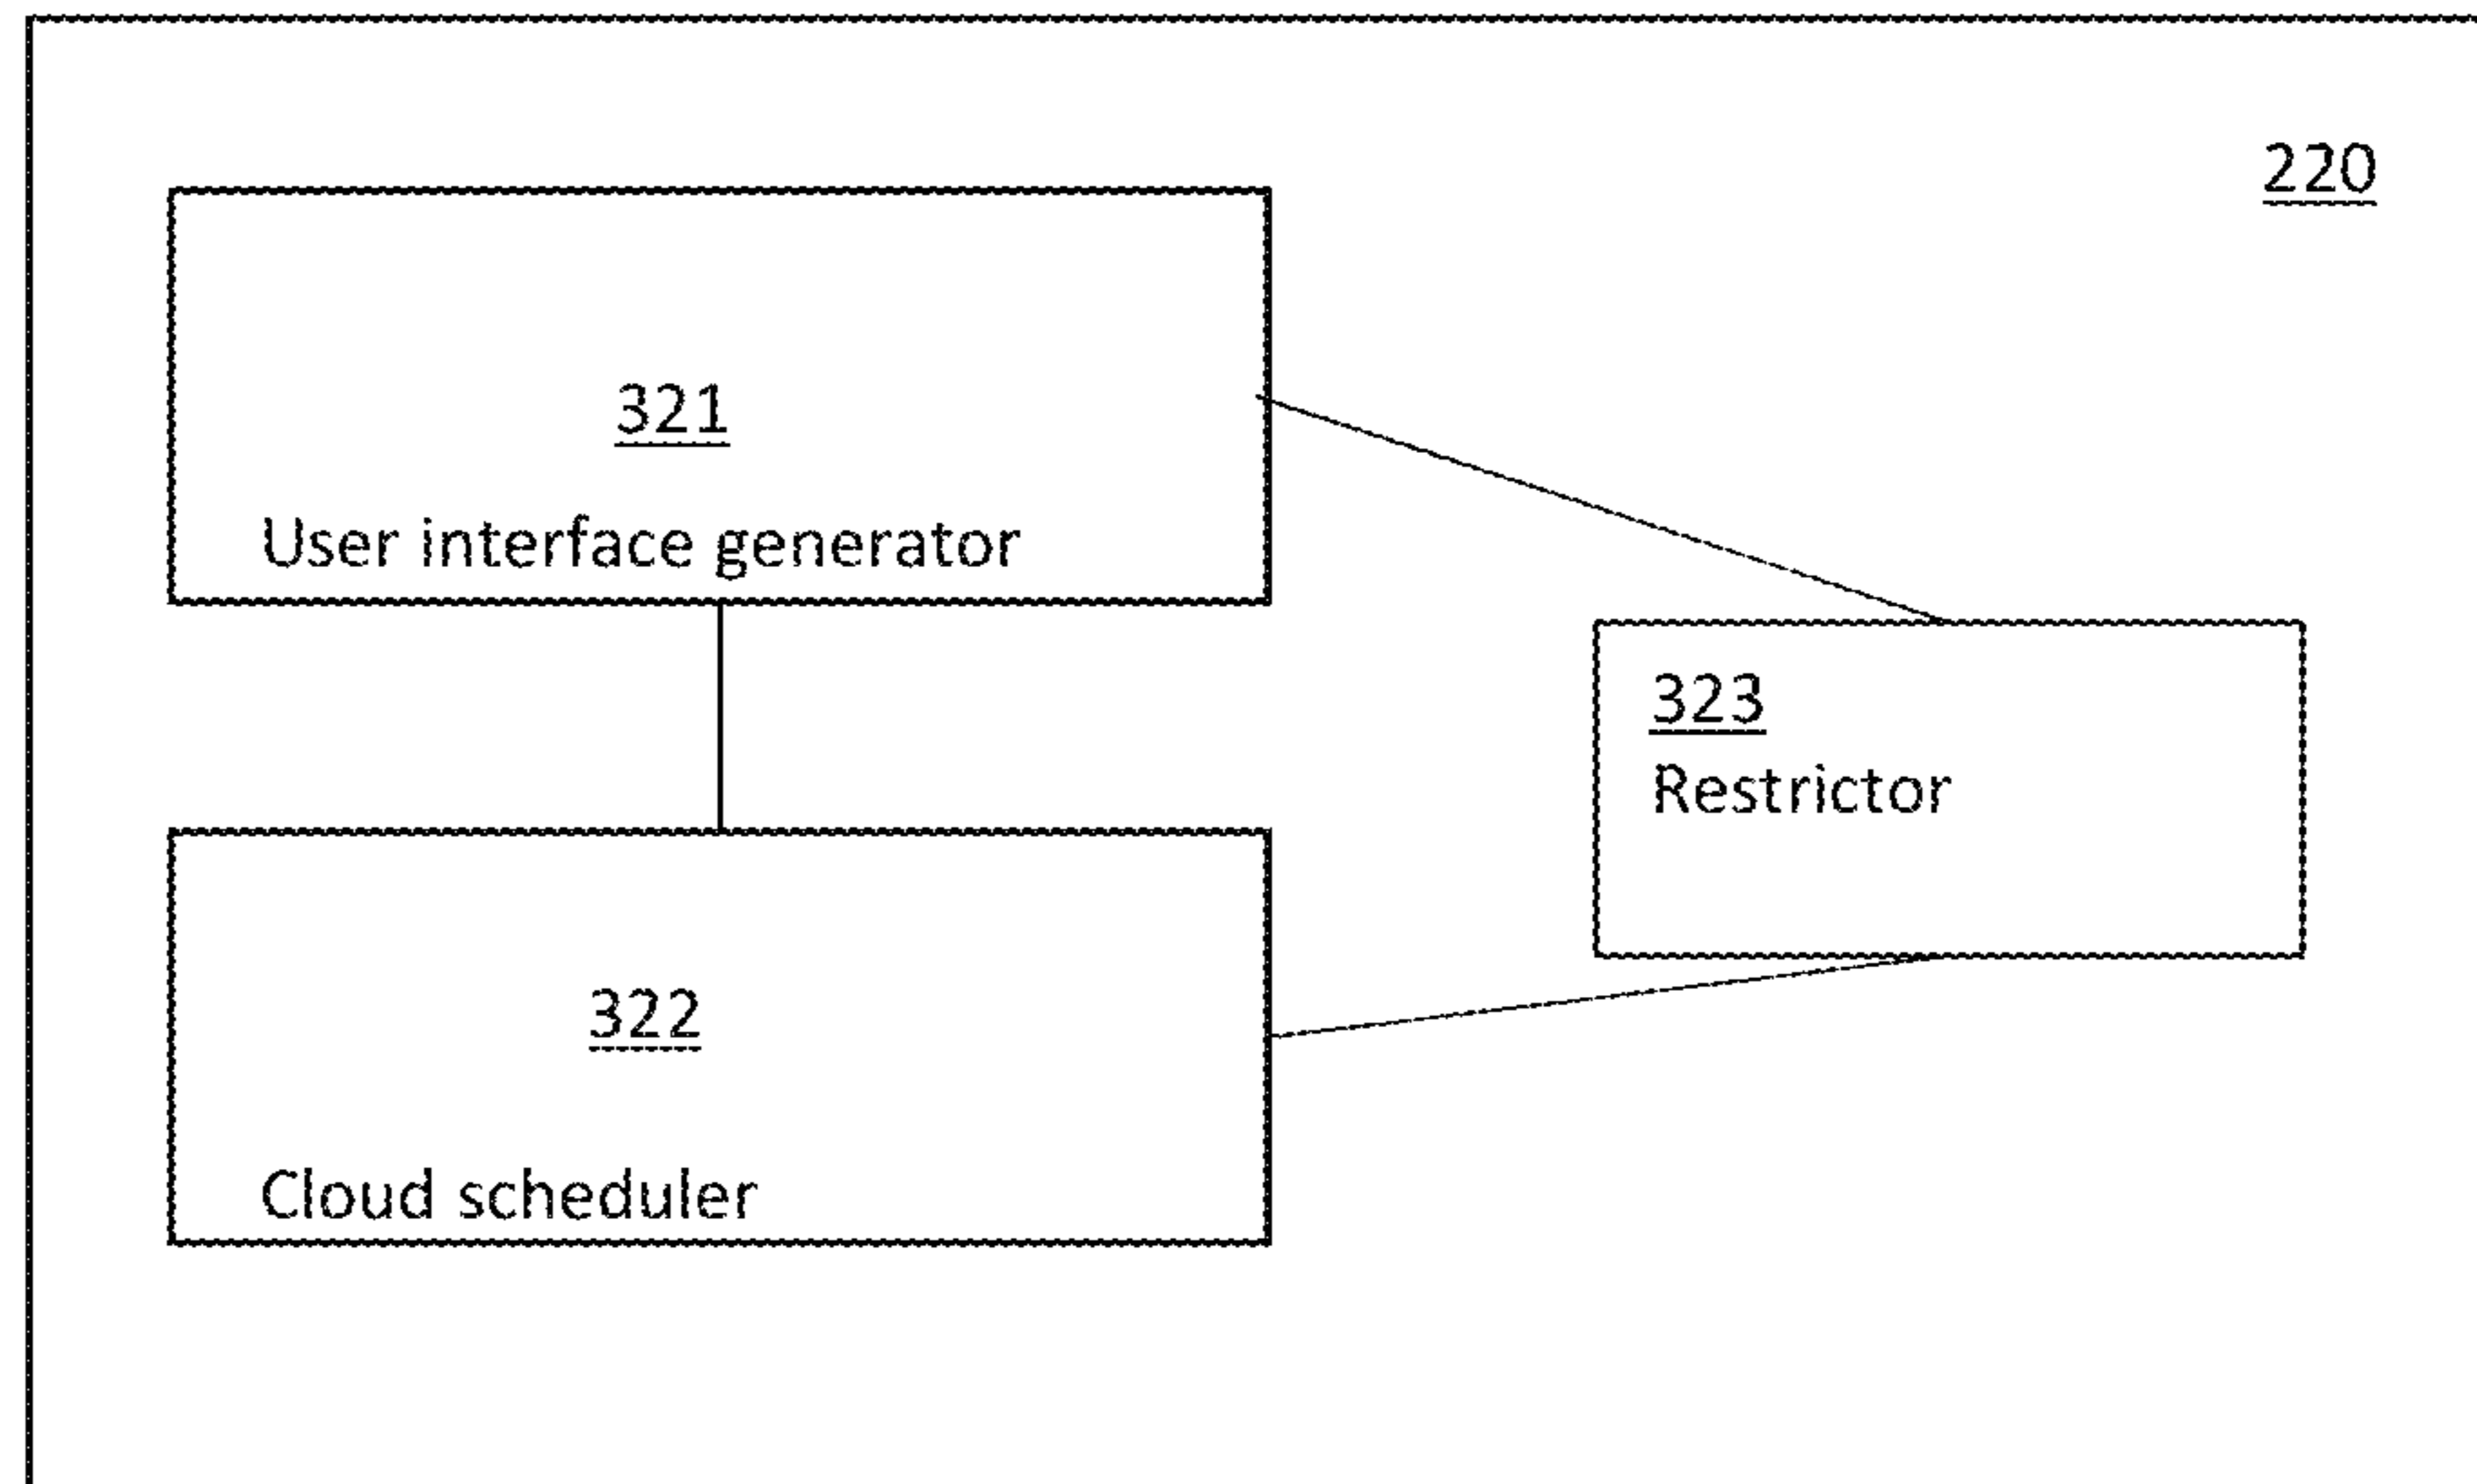 220
321
User interface generator
323
Restrictor
322
Cloud scheduler